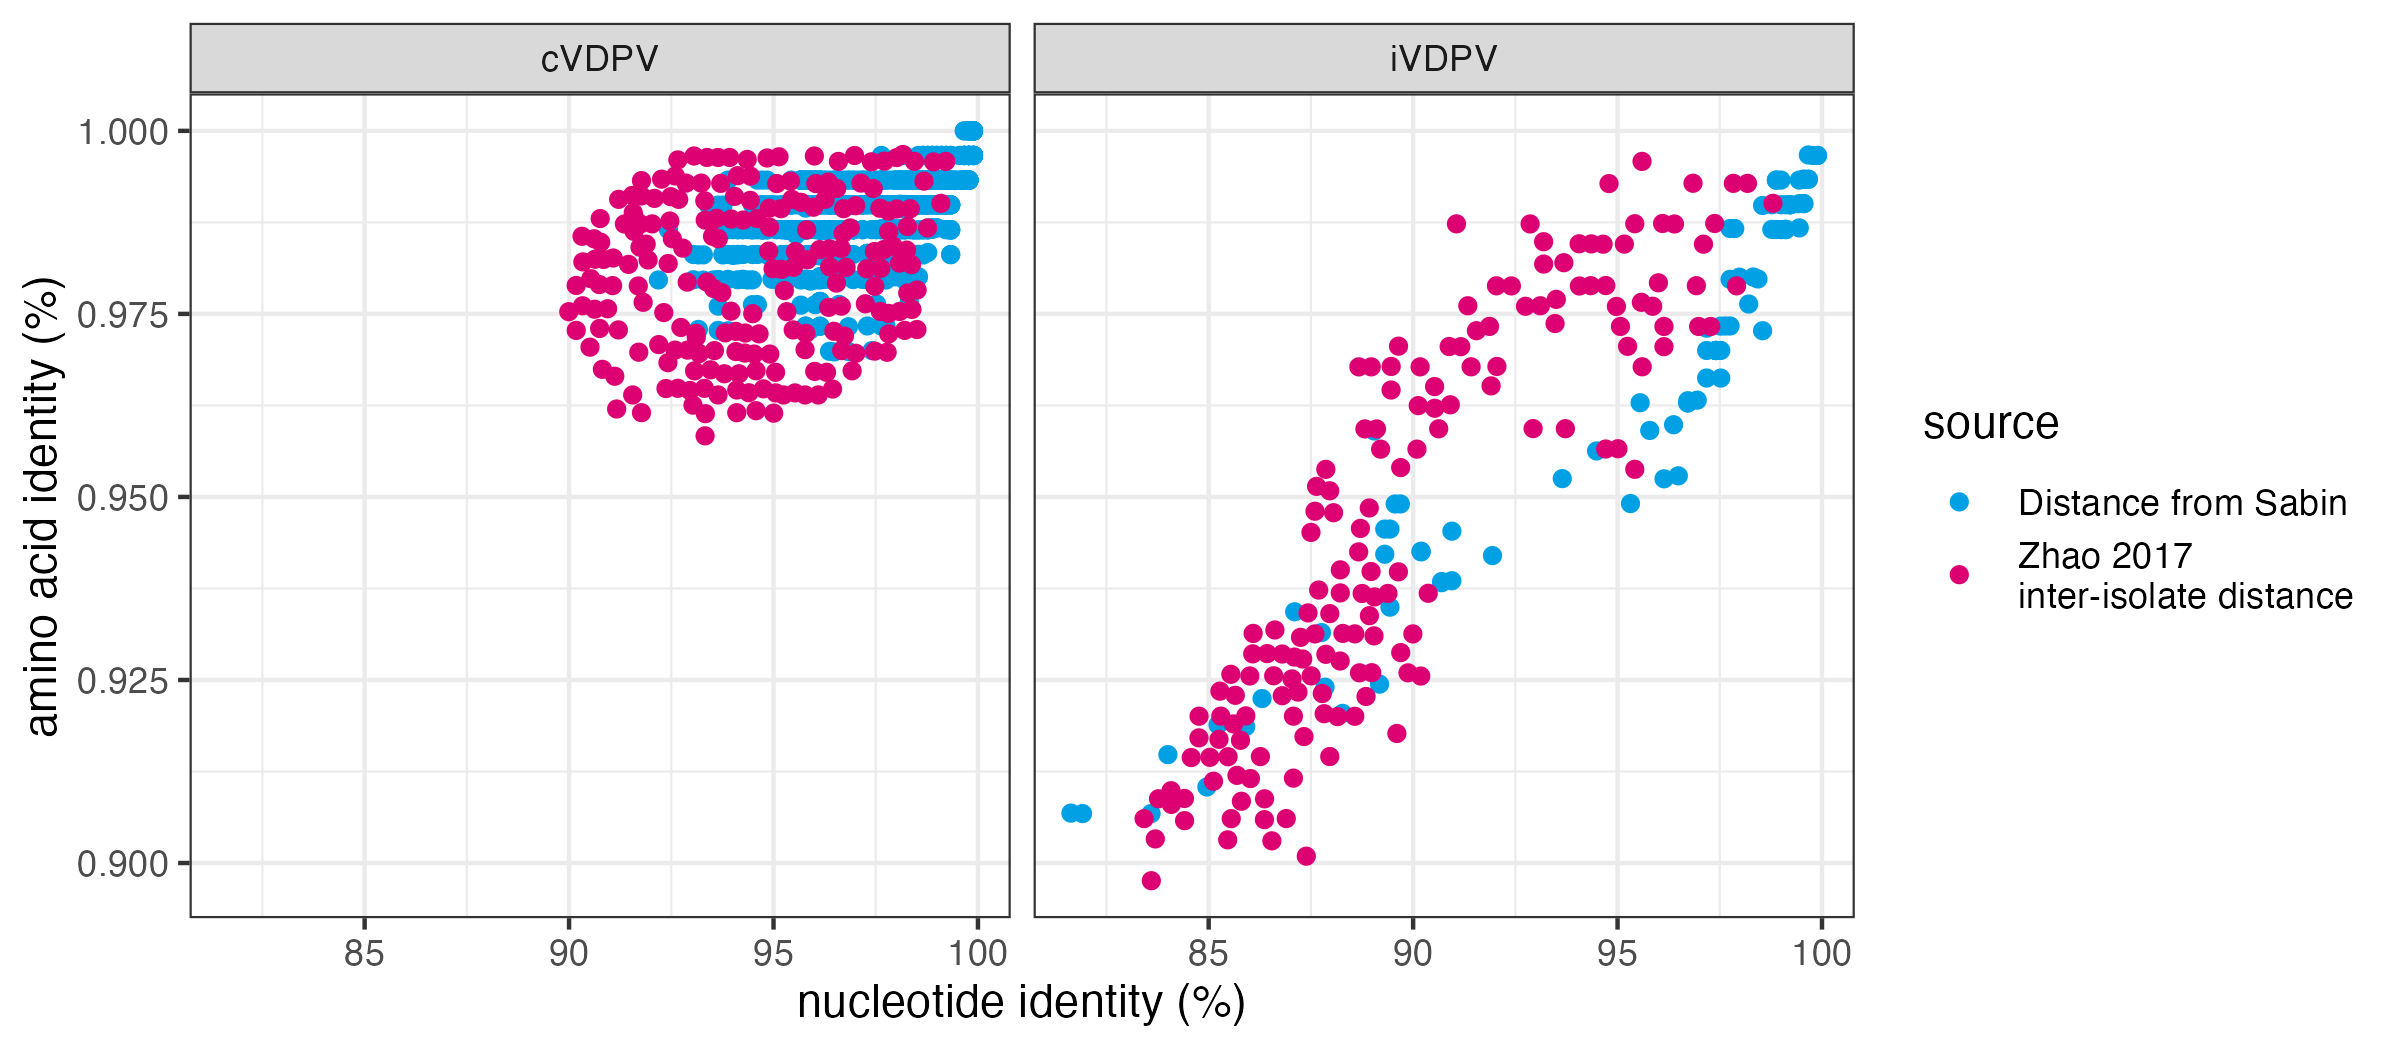 cVDPV
iVDPV
1.000
0.975
0.950
0.925
0.900
amino acid identity (%)
85
90
95
100
85
90
95
100
nucleotide identity (%)
source
Distance from Sabin
Zhao 2017
inter-isolate distance